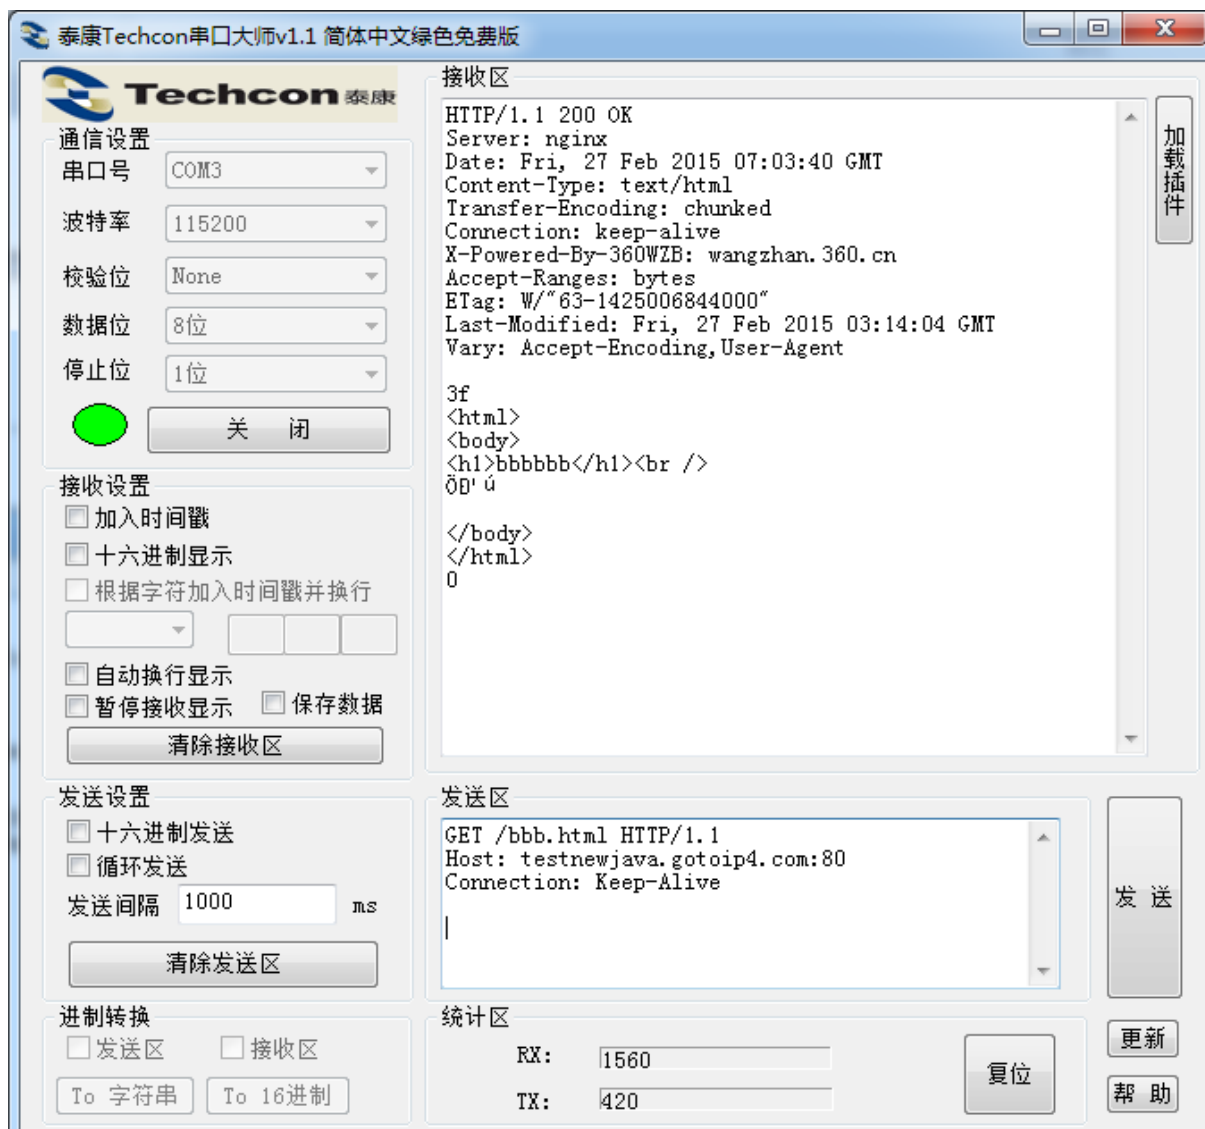 泰康Techcon串口大师v1.1 简体中文绿色免费版
Techcon 泰康
通信设置
串口号 COM3
波特率 115200
校验位 None
数据位 8位
停止位 1位
关 闭
接收设置
加入时间戳
十六进制显示
根据字符加入时间戳并换行
自动换行显示
暂停接收显示 保存数据
清除接收区
发送设置
十六进制发送
循环发送
发送间隔 1000 ms
清除发送区
进制转换
发送区 接收区
To 字符串 To 16进制
接收区
HTTP/1.1 200 OK
Server: nginx
Date: Fri, 27 Feb 2015 07:03:40 GMT
Content-Type: text/html
Transfer-Encoding: chunked
Connection: keep-alive
X-Powered-By-360WZB: wangzhan.360.cn
Accept-Ranges: bytes
ETag: W/"63-1425006844000"
Last-Modified: Fri, 27 Feb 2015 03:14:04 GMT
Vary: Accept-Encoding,User-Agent
3f
<html>
<body>
<h1>bbbbbb</h1><br />
ÖÐ'ú
</body>
</html>
0
加载插件
发送区
GET /bbb.html HTTP/1.1
Host: testnewjava.gotoip4.com:80
Connection: Keep-Alive
发 送
统计区
RX: 1560
TX: 420
复位
更新
帮 助